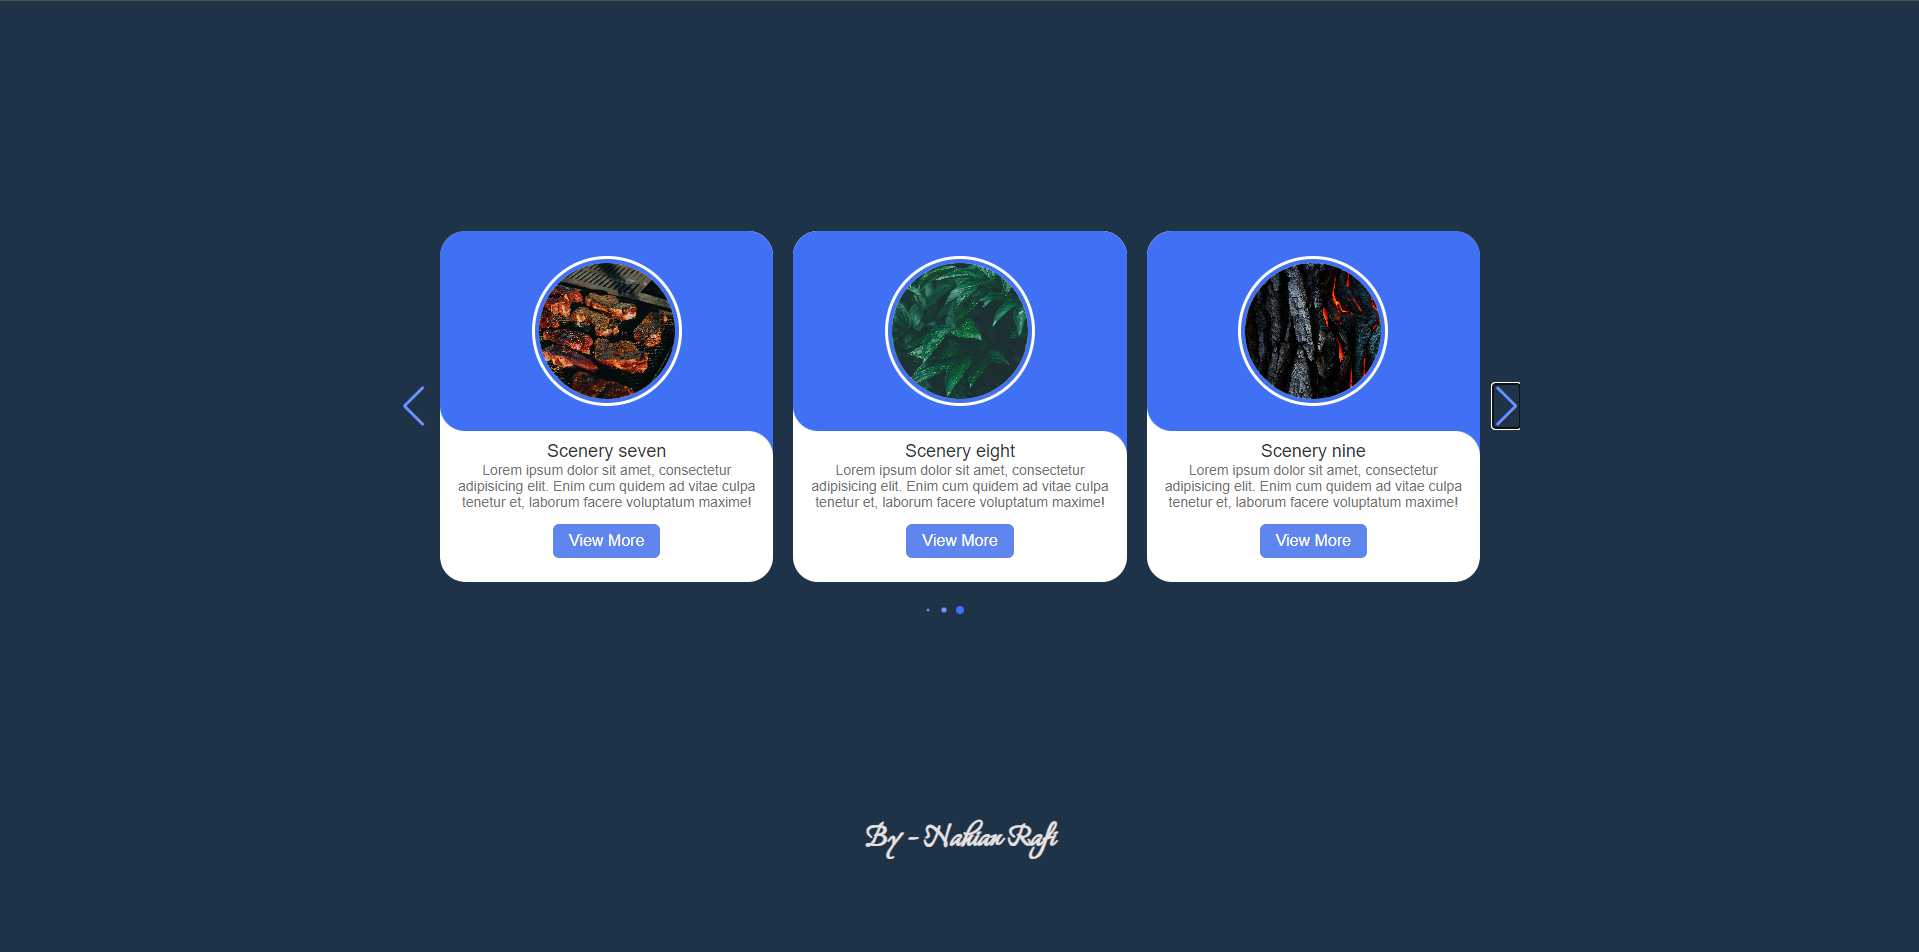 Scenery seven
Lorem ipsum dolor sit amet, consectetur
adipisicing elit. Enim cum quidem ad vitae culpa
tenetur et, laborum facere voluptatum maxime!
View More
Scenery eight
Lorem ipsum dolor sit amet, consectetur
adipisicing elit. Enim cum quidem ad vitae culpa
tenetur et, laborum facere voluptatum maxime!
View More
Scenery nine
Lorem ipsum dolor sit amet, consectetur
adipisicing elit. Enim cum quidem ad vitae culpa
tenetur et, laborum facere voluptatum maxime!
View More
By - Nahian Rafi